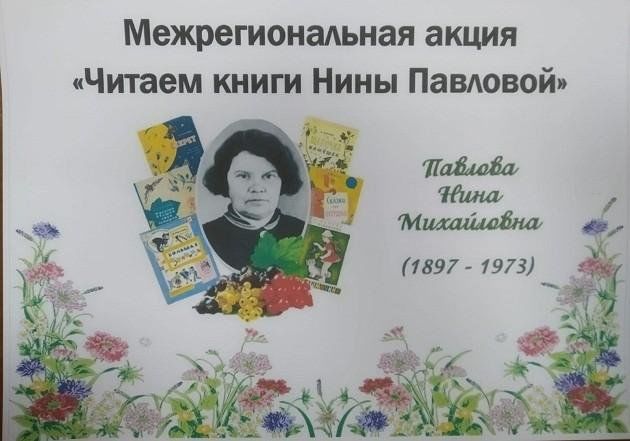 Межрегиональная акция
«Читаем книги Нины Павловой»
Павлова
Нина
Михайловна
(1897 - 1973)